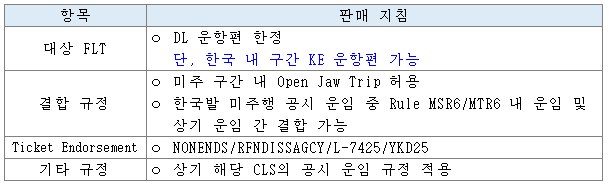 항목 판매 지침
대상 FLT
o DL 운항편 한정
단, 한국 내 구간 KE 운항편 가능
결합 규정
o 미주 구간 내 Open Jaw Trip 허용
o 한국발 미주행 공시 운임 중 Rule MSR6/MTR6 내 운임 및
상기 운임 간 결합 가능
Ticket Endorsement o NONENDS/RFNDISSAGCY/L-7425/YKD25
기타 규정 o 상기 해당 CLS의 공시 운임 규정 적용